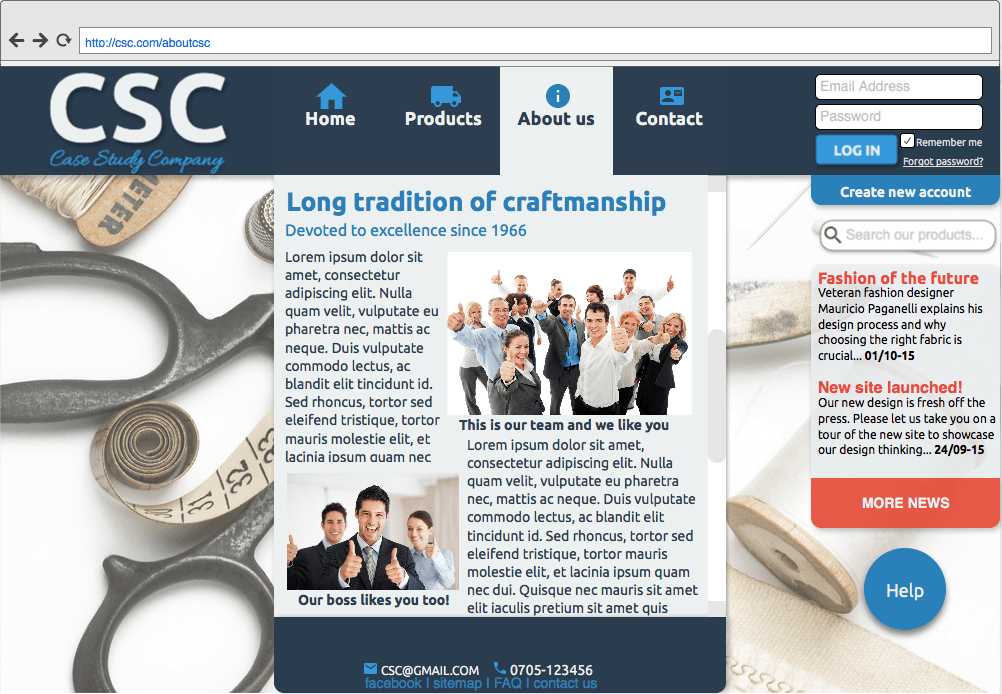 http://csc.com/aboutcsc
CSC
Case Study Company
Home
Products
About us
Contact
Email Address
Password
LOG IN
Remember me
Forgot password?
Create new account
Search our products...
Long tradition of craftmanship
Devoted to excellence since 1966
Lorem ipsum dolor sit
amet, consectetur
adipiscing elit. Nulla
quam velit, vulputate eu
pharetra nec, mattis ac
neque. Duis vulputate
commodo lectus, ac
blandit elit tincidunt id.
Sed rhoncus, tortor sed
eleifend tristique, tortor
mauris molestie elit, et
lacinia ipsum quam nec
This is our team and we like you
Lorem ipsum dolor sit amet,
consectetur adipiscing elit. Nulla
quam velit, vulputate eu pharetra
nec, mattis ac neque. Duis vulputate
commodo lectus, ac blandit elit
tincidunt id. Sed rhoncus, tortor sed
eleifend tristique, tortor mauris
molestie elit, et lacinia ipsum quam
nec dui. Quisque nec mauris sit amet
elit iaculis pretium sit amet quis
Our boss likes you too!
Fashion of the future
Veteran fashion designer
Mauricio Paganelli explains his
design process and why
choosing the right fabric is
crucial... 01/10-15
New site launched!
Our new design is fresh off the
press. Please let us take you on a
tour of the new site to showcase
our design thinking... 24/09-15
MORE NEWS
Help
CSC@GMAIL.COM 0705-123456
facebook | sitemap | FAQ | contact us
METER
31
32
33